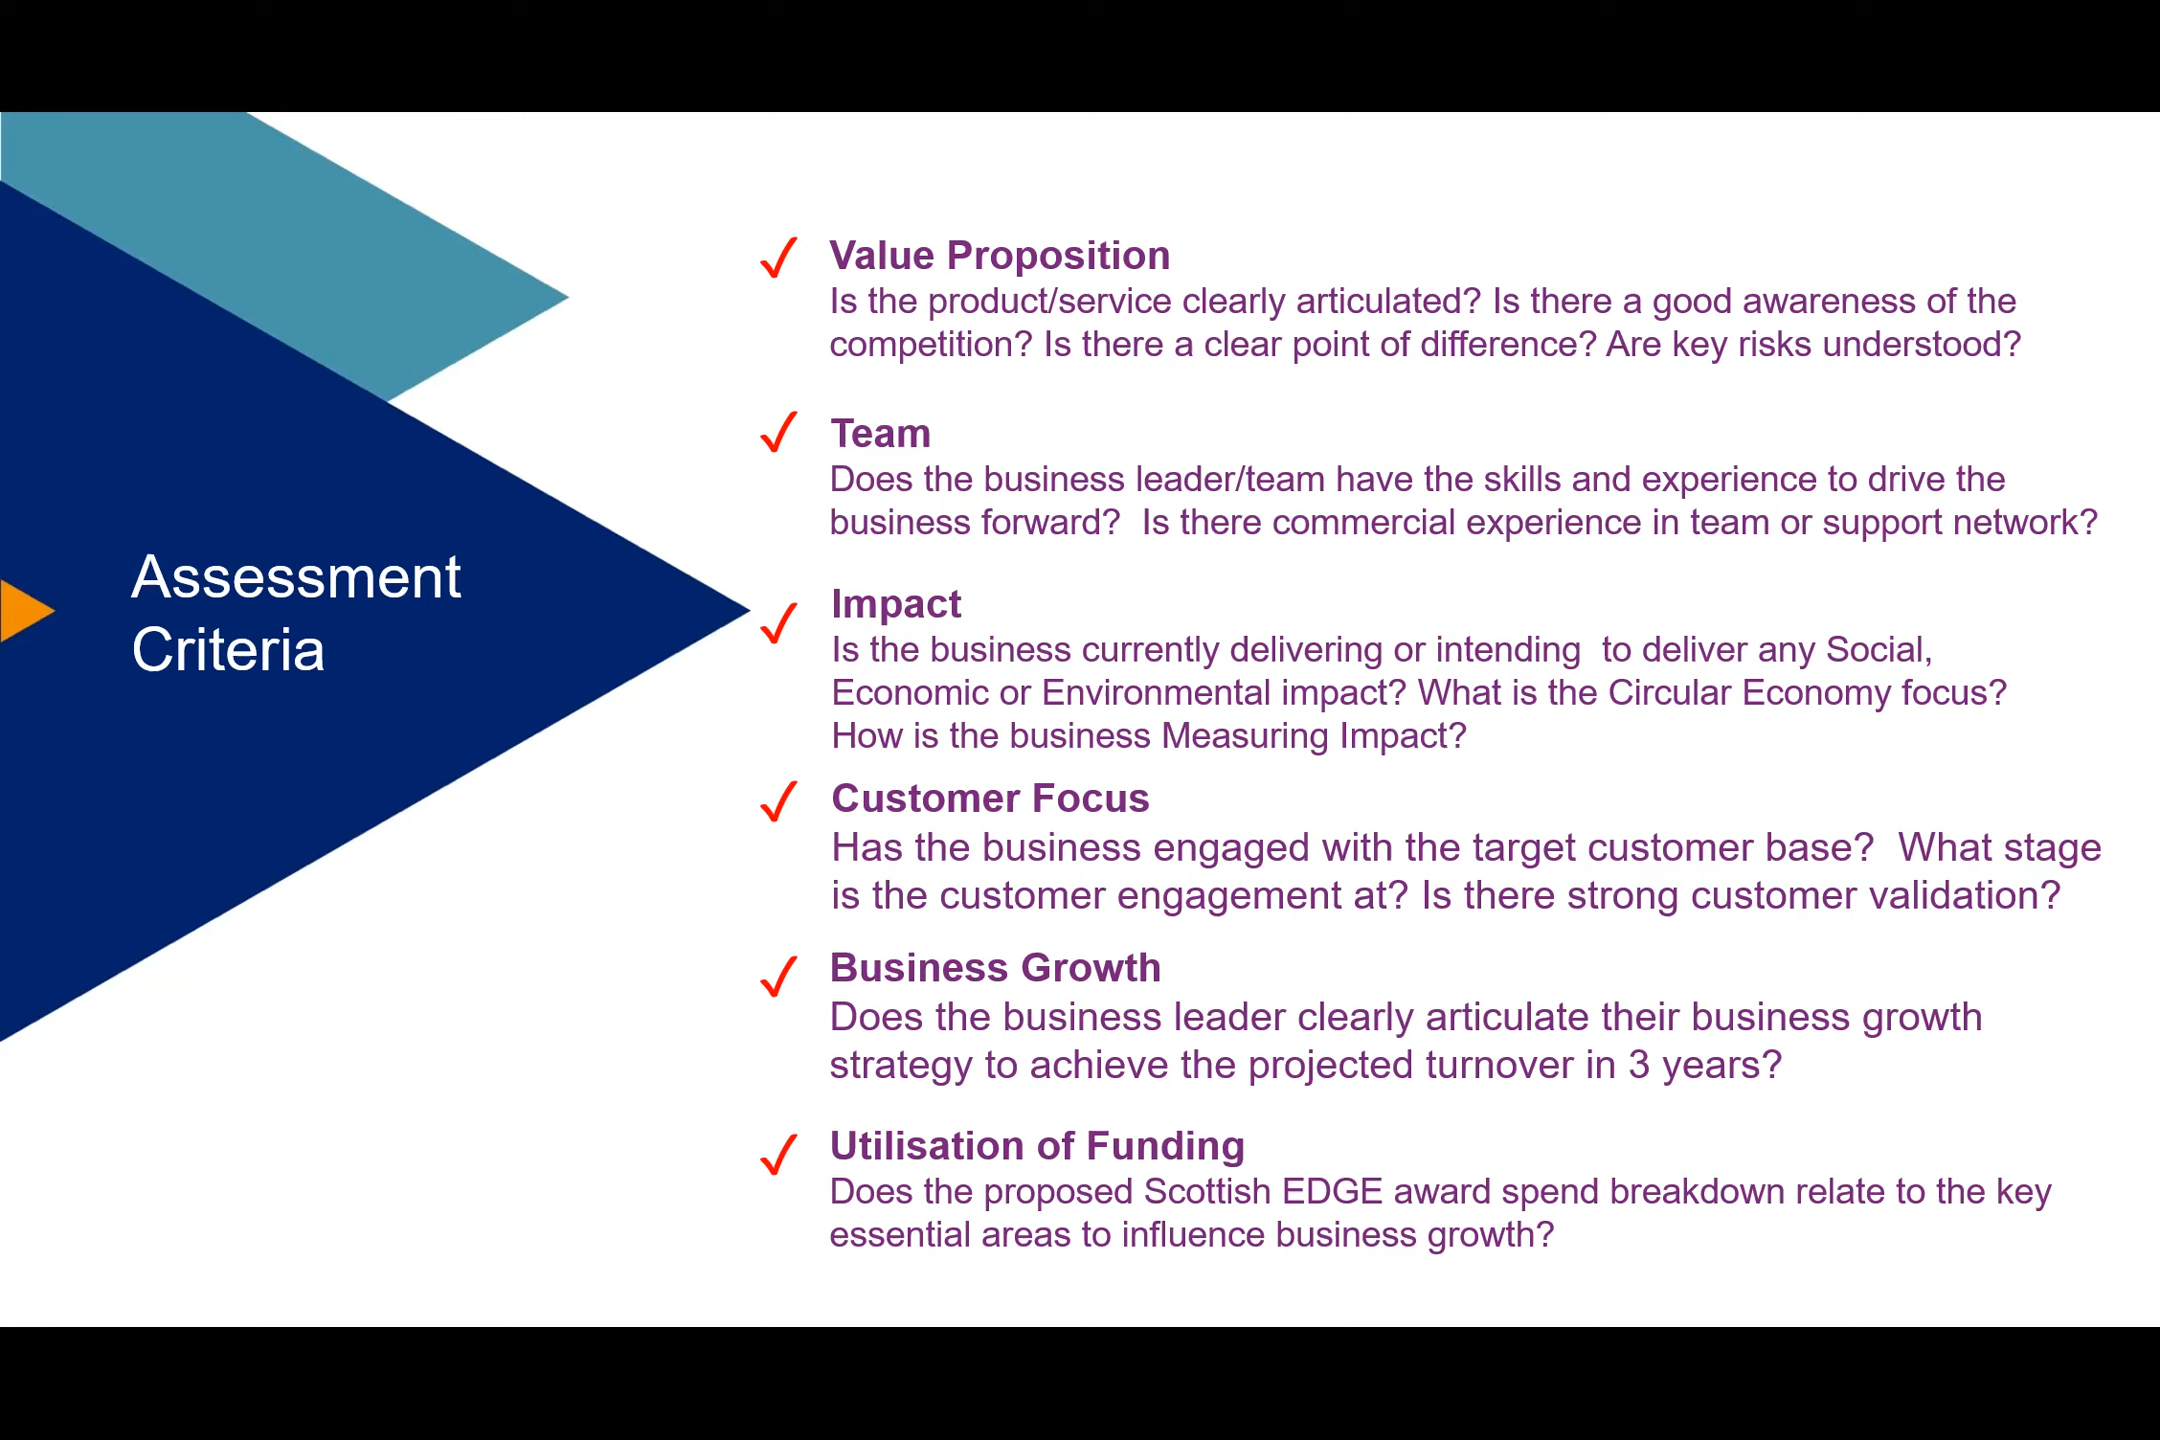 Assessment
Criteria
Value Proposition
Is the product/service clearly articulated? Is there a good awareness of the
competition? Is there a clear point of difference? Are key risks understood?
Team
Does the business leader/team have the skills and experience to drive the
business forward?  Is there commercial experience in team or support network?
Impact
Is the business currently delivering or intending  to deliver any Social,
Economic or Environmental impact? What is the Circular Economy focus?
How is the business Measuring Impact?
Customer Focus
Has the business engaged with the target customer base?  What stage
is the customer engagement at? Is there strong customer validation?
Business Growth
Does the business leader clearly articulate their business growth
strategy to achieve the projected turnover in 3 years?
Utilisation of Funding
Does the proposed Scottish EDGE award spend breakdown relate to the key
essential areas to influence business growth?